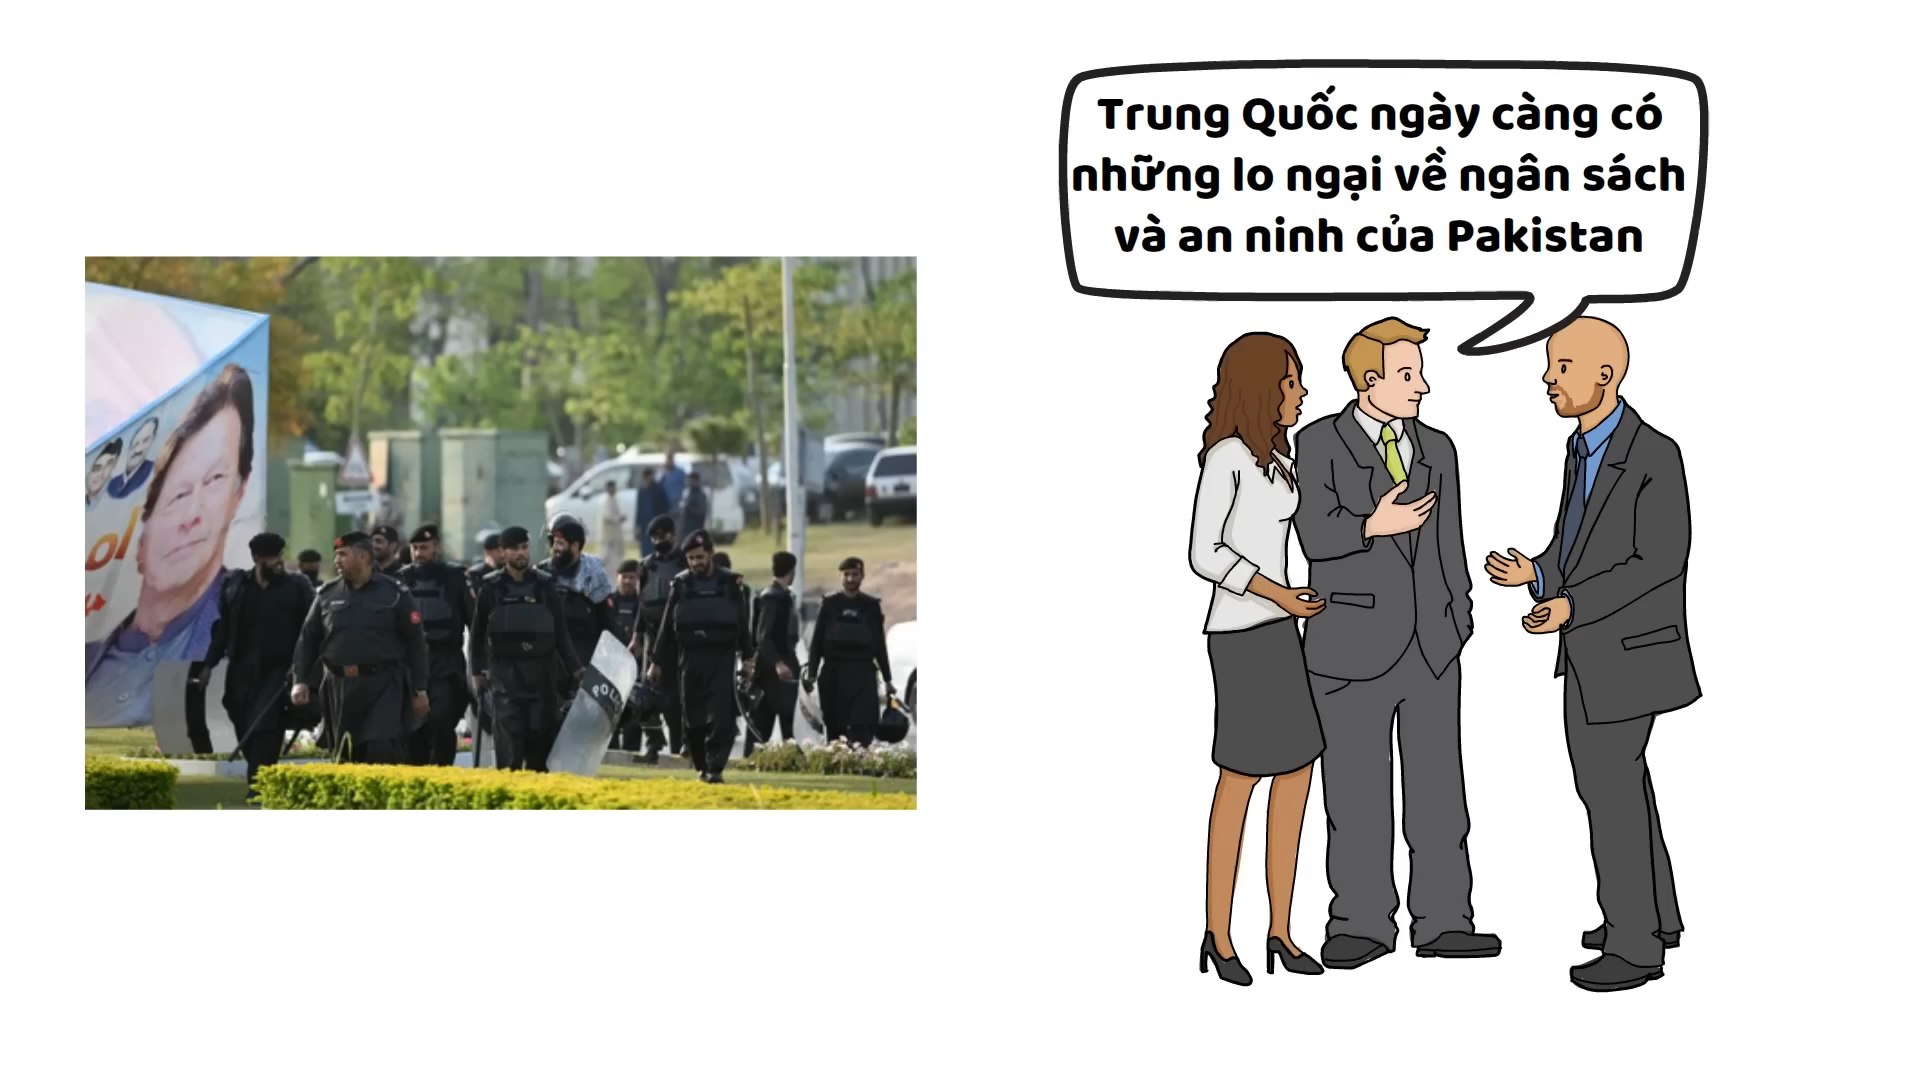 Trung Quốc ngày càng có
những lo ngại về ngân sách
và an ninh của Pakistan